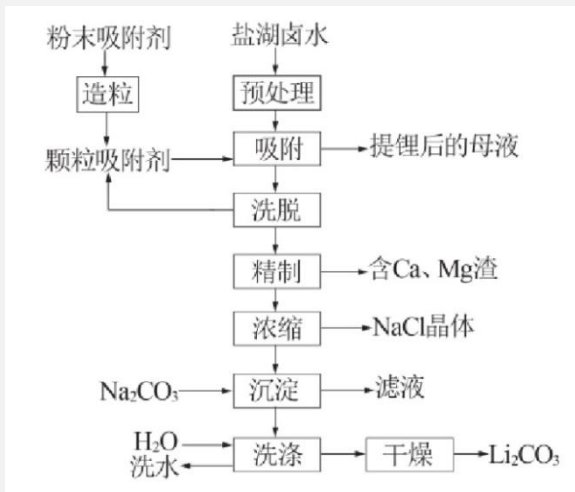 粉末吸附剂
盐湖卤水
造粒
预处理
颗粒吸附剂
吸附
提锂后的母液
洗脱
精制
含Ca、Mg渣
浓缩
NaCl晶体
Na₂CO₃
沉淀
滤液
H₂O
洗水
洗涤
干燥
Li₂CO₃